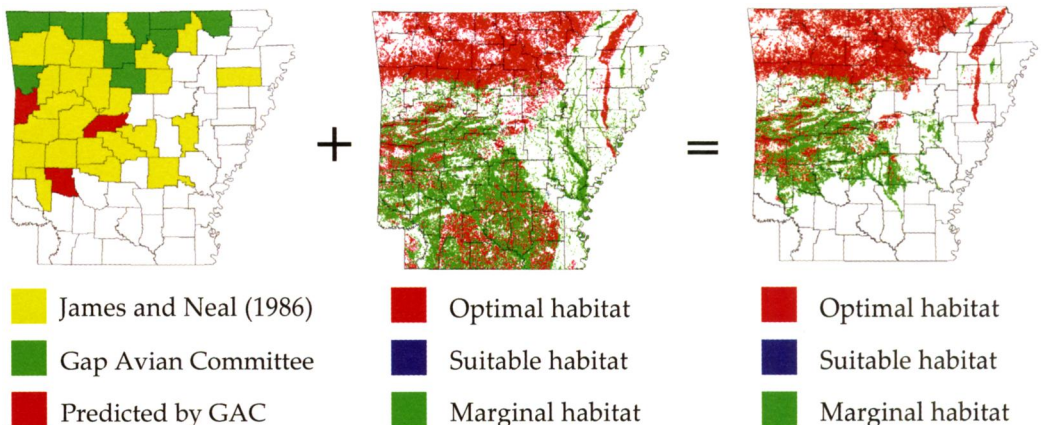 +
=
James and Neal (1986)
Optimal habitat
Optimal habitat
Gap Avian Committee
Suitable habitat
Suitable habitat
Predicted by GAC
Marginal habitat
Marginal habitat